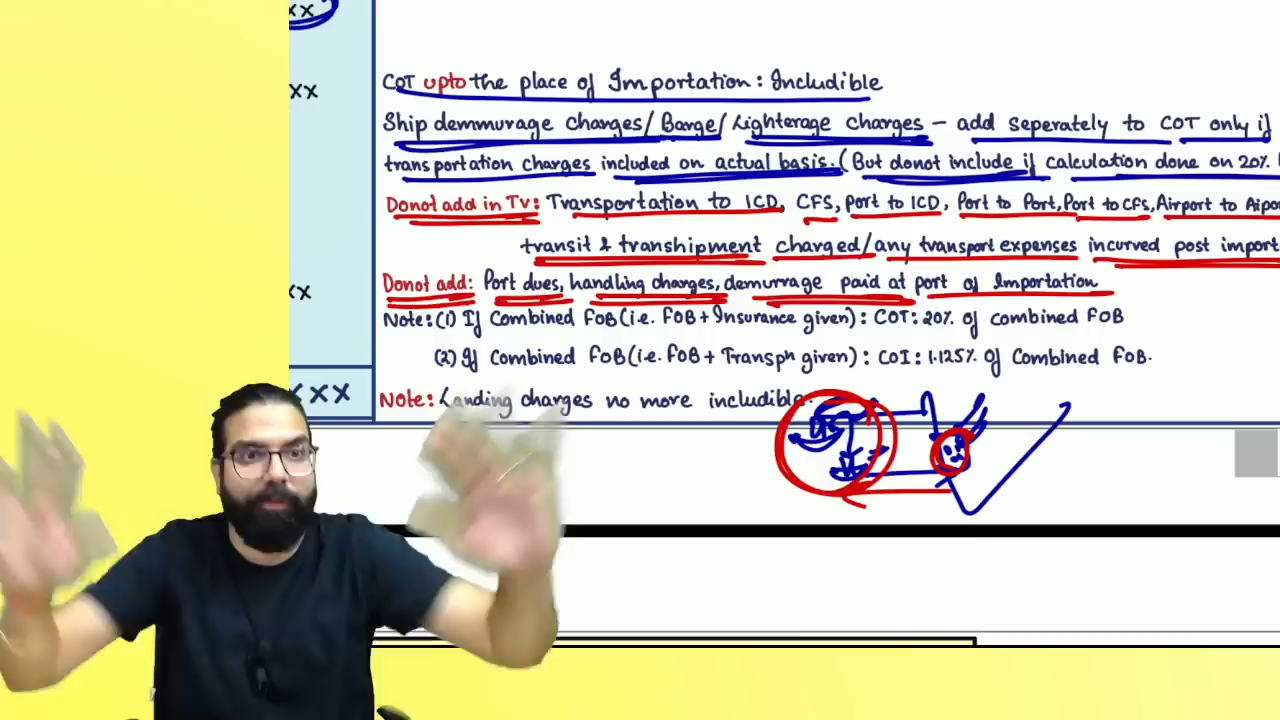 xx
COT upto the place of Importation: Includible
xx
Ship demmurage charges/ Barge/ Lighterage charges - add seperately to COT only if
transportation charges included on actual basis. (But donot include if calculation done on 20%
Donot add in TV: Transportation to ICD, CFS, port to ICD, Port to Port, Port to CFS, Airport to Aipor
transit & transhipment charged/any transport expenses incurred post import
Donot add: Port dues, handling charges, demurrage paid at port of Importation
xx
Note: (1) If Combined FOB (i.e. FOB + Insurance given) : COT: 20% of combined FOB
(2) If Combined FOB (i.e. FOB + Transpn given) : COI: 1.125% of Combined FOB.
xxx
Note: Landing charges no more includible.